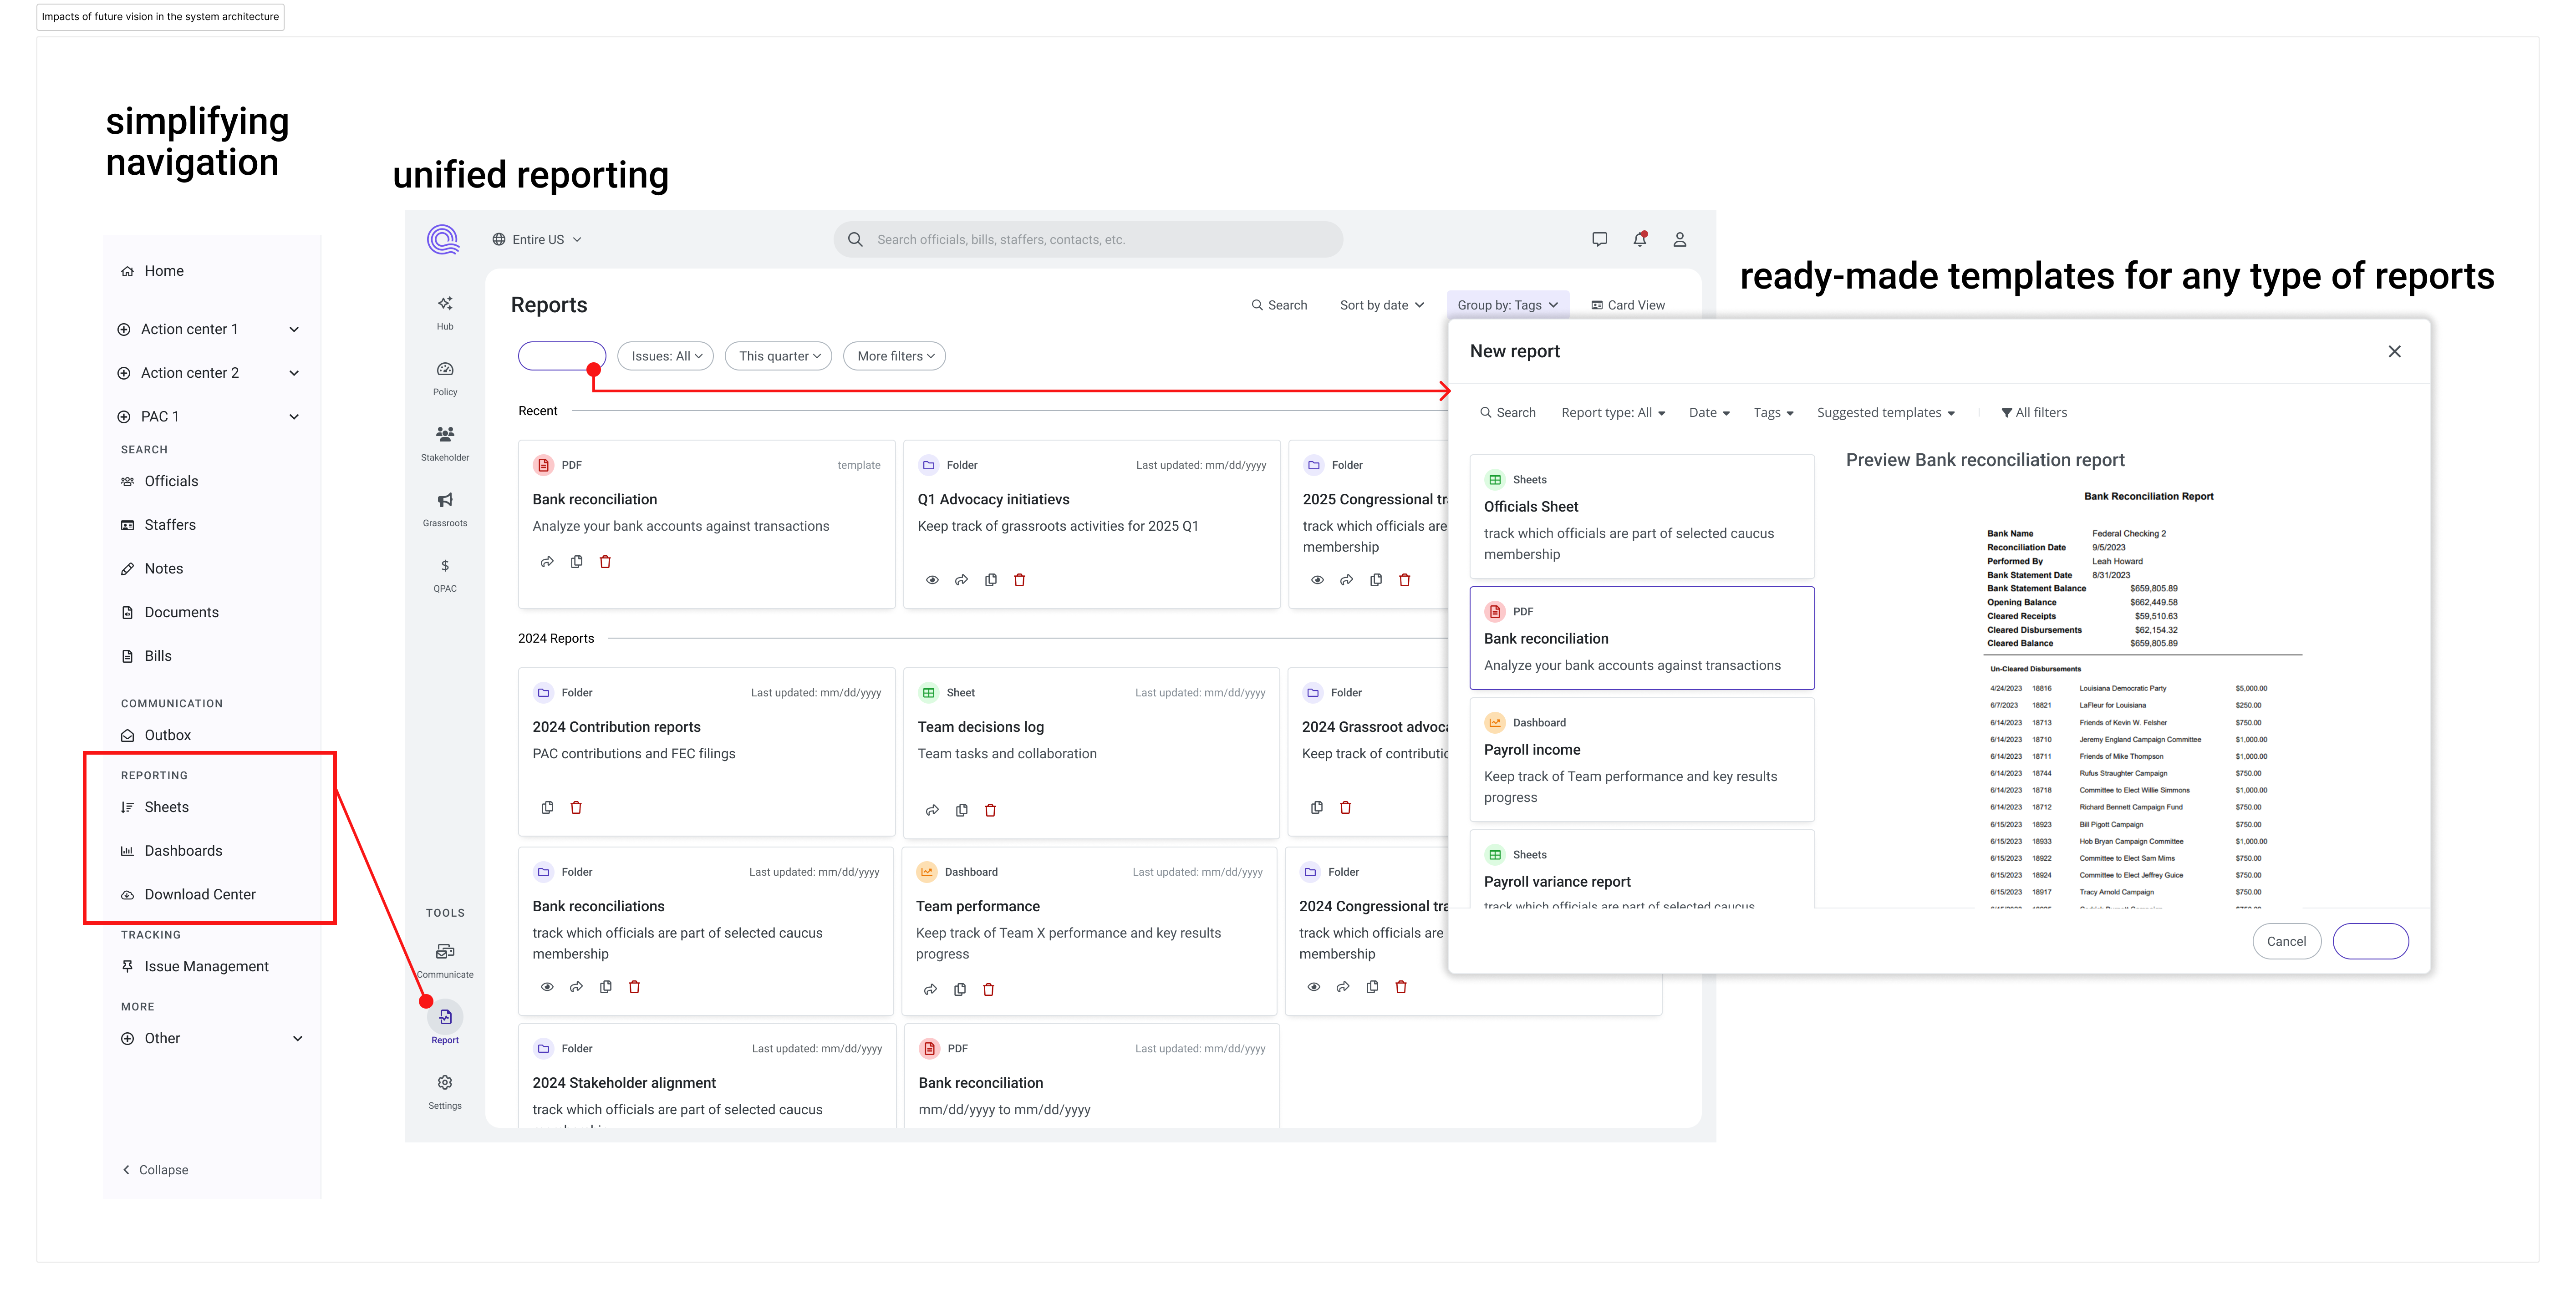 Impacts of future vision in the system architecture
simplifying
navigation
unified reporting
ready-made templates for any type of reports
Home
Action center 1
Action center 2
PAC 1
SEARCH
Officials
Staffers
Notes
Documents
Bills
COMMUNICATION
Outbox
REPORTING
Sheets
Dashboards
Download Center
TRACKING
Issue Management
MORE
Other
Collapse
Entire US
Search officials, bills, staffers, contacts, etc.
Hub
Policy
Stakeholder
Grassroots
$
QPAC
TOOLS
Communicate
Report
Settings
Reports
Search
Sort by date
Group by: Tags
Card View
Issues: All
This quarter
More filters
Recent
PDF
template
Bank reconciliation
Analyze your bank accounts against transactions
Folder
Last updated: mm/dd/yyyy
Q1 Advocacy initiatievs
Keep track of grassroots activities for 2025 Q1
Folder
2025 Congressional tr
track which officials are
membership
2024 Reports
Folder
Last updated: mm/dd/yyyy
2024 Contribution reports
PAC contributions and FEC filings
Sheet
Last updated: mm/dd/yyyy
Team decisions log
Team tasks and collaboration
Folder
2024 Grassroot advoca
Keep track of contributic
Folder
Last updated: mm/dd/yyyy
Bank reconciliations
track which officials are part of selected caucus
membership
Dashboard
Last updated: mm/dd/yyyy
Team performance
Keep track of Team X performance and key results
progress
Folder
2024 Congressional tra
track which officials are
membership
Folder
Last updated: mm/dd/yyyy
2024 Stakeholder alignment
track which officials are part of selected caucus
PDF
Last updated: mm/dd/yyyy
Bank reconciliation
mm/dd/yyyy to mm/dd/yyyy
New report
Search
Report type: All
Date
Tags
Suggested templates
All filters
Sheets
Officials Sheet
track which officials are part of selected caucus
membership
PDF
Bank reconciliation
Analyze your bank accounts against transactions
Dashboard
Payroll income
Keep track of Team performance and key results
progress
Sheets
Payroll variance report
track which officials are part of selected caucus
Preview Bank reconciliation report
Bank Reconciliation Report
Bank Name Federal Checking 2
Reconciliation Date 9/5/2023
Performed By Leah Howard
Bank Statement Date 8/31/2023
Bank Statement Balance $659,805.89
Opening Balance $662,449.58
Cleared Receipts $59,510.63
Cleared Disbursements $62,154.32
Cleared Balance $659,805.89
Un-Cleared Disbursements
4/24/2023 18816 Louisiana Democratic Party $5,000.00
6/7/2023 18821 LaFleur for Louisiana $250.00
6/14/2023 18713 Friends of Kevin W. Felsher $750.00
6/14/2023 18710 Jeremy England Campaign Committee $1,000.00
6/14/2023 18711 Friends of Mike Thompson $1,000.00
6/14/2023 18744 Rufus Straughter Campaign $750.00
6/14/2023 18718 Committee to Elect Willie Simmons $1,000.00
6/14/2023 18712 Richard Bennett Campaign Fund $750.00
6/15/2023 18923 Bill Pigott Campaign $750.00
6/15/2023 18933 Hob Bryan Campaign Committee $1,000.00
6/15/2023 18922 Committee to Elect Sam Mims $750.00
6/15/2023 18924 Committee to Elect Jeffrey Guice $750.00
6/15/2023 18917 Tracy Arnold Campaign $750.00
Cancel